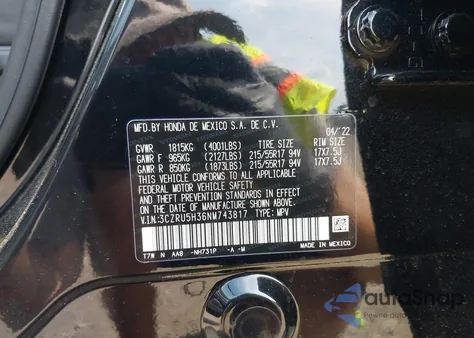 MFD.BY HONDA DE MEXICO S.A. DE C.V. 04/'22
GVWR 1815KG (4001LBS) TIRE SIZE RIM SIZE
GAWR F 965KG (2127LBS) 215/55R17 94V 17X7.5J
GAWR R 850KG (1873LBS) 215/55R17 94V 17X7.5J
THIS VEHICLE CONFORMS TO ALL APPLICABLE
FEDERAL MOTOR VEHICLE SAFETY AND
THEFT PREVENTION STANDARDS IN EFFECT ON
THE DATE OF MANUFACTURE SHOWN ABOVE.
V.I.N:3CZRU5H36NM743817 TYPE: MPV
T7W N AA8 -NH731P -A -W MADE IN MEXICO
autoSnap